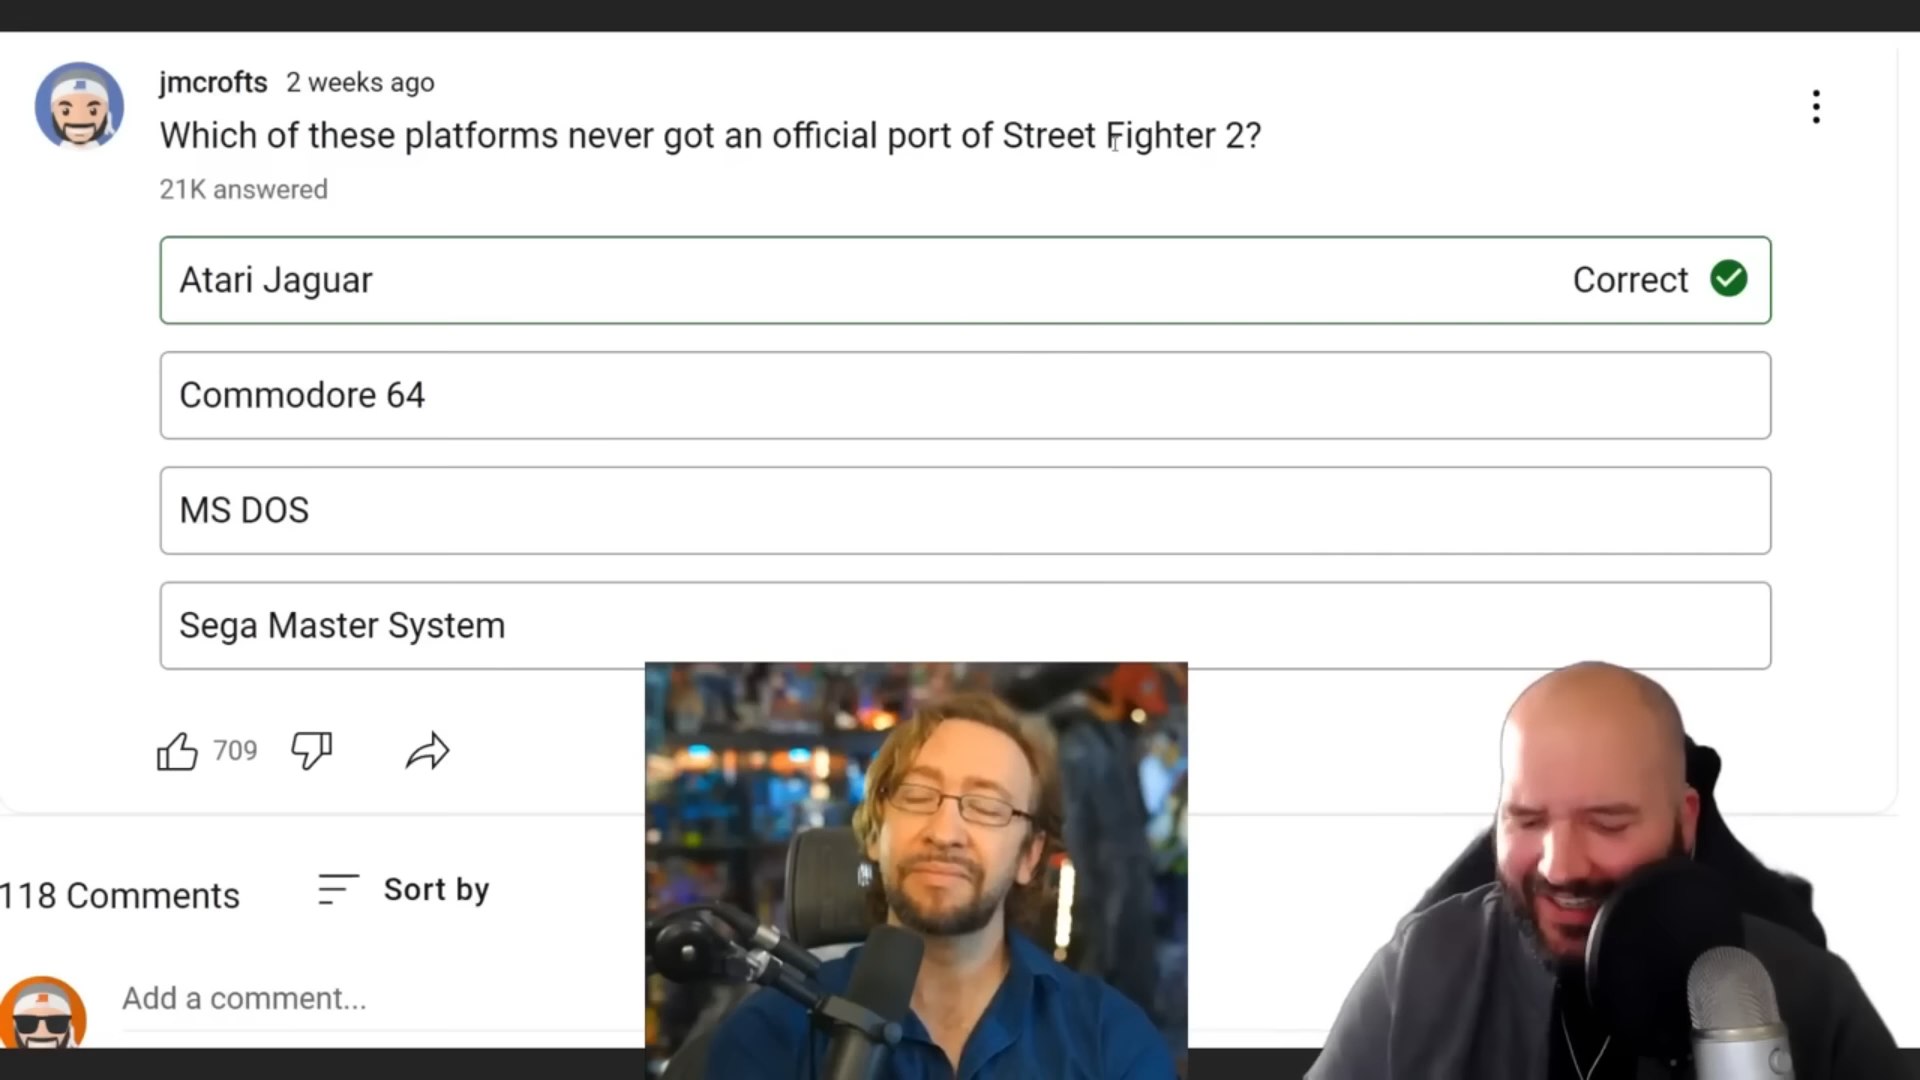 jmcrofts 2 weeks ago
Which of these platforms never got an official port of Street Fighter 2?
21K answered
Atari Jaguar Correct
Commodore 64
MS DOS
Sega Master System
709
118 Comments Sort by
Add a comment...